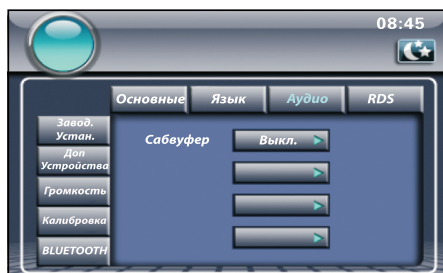 08:45
Основные Язык Аудио RDS
Завод.
Устан.
Доп
Устройства
Громкость
Калибровка
BLUETOOTH
Сабвуфер Выкл.